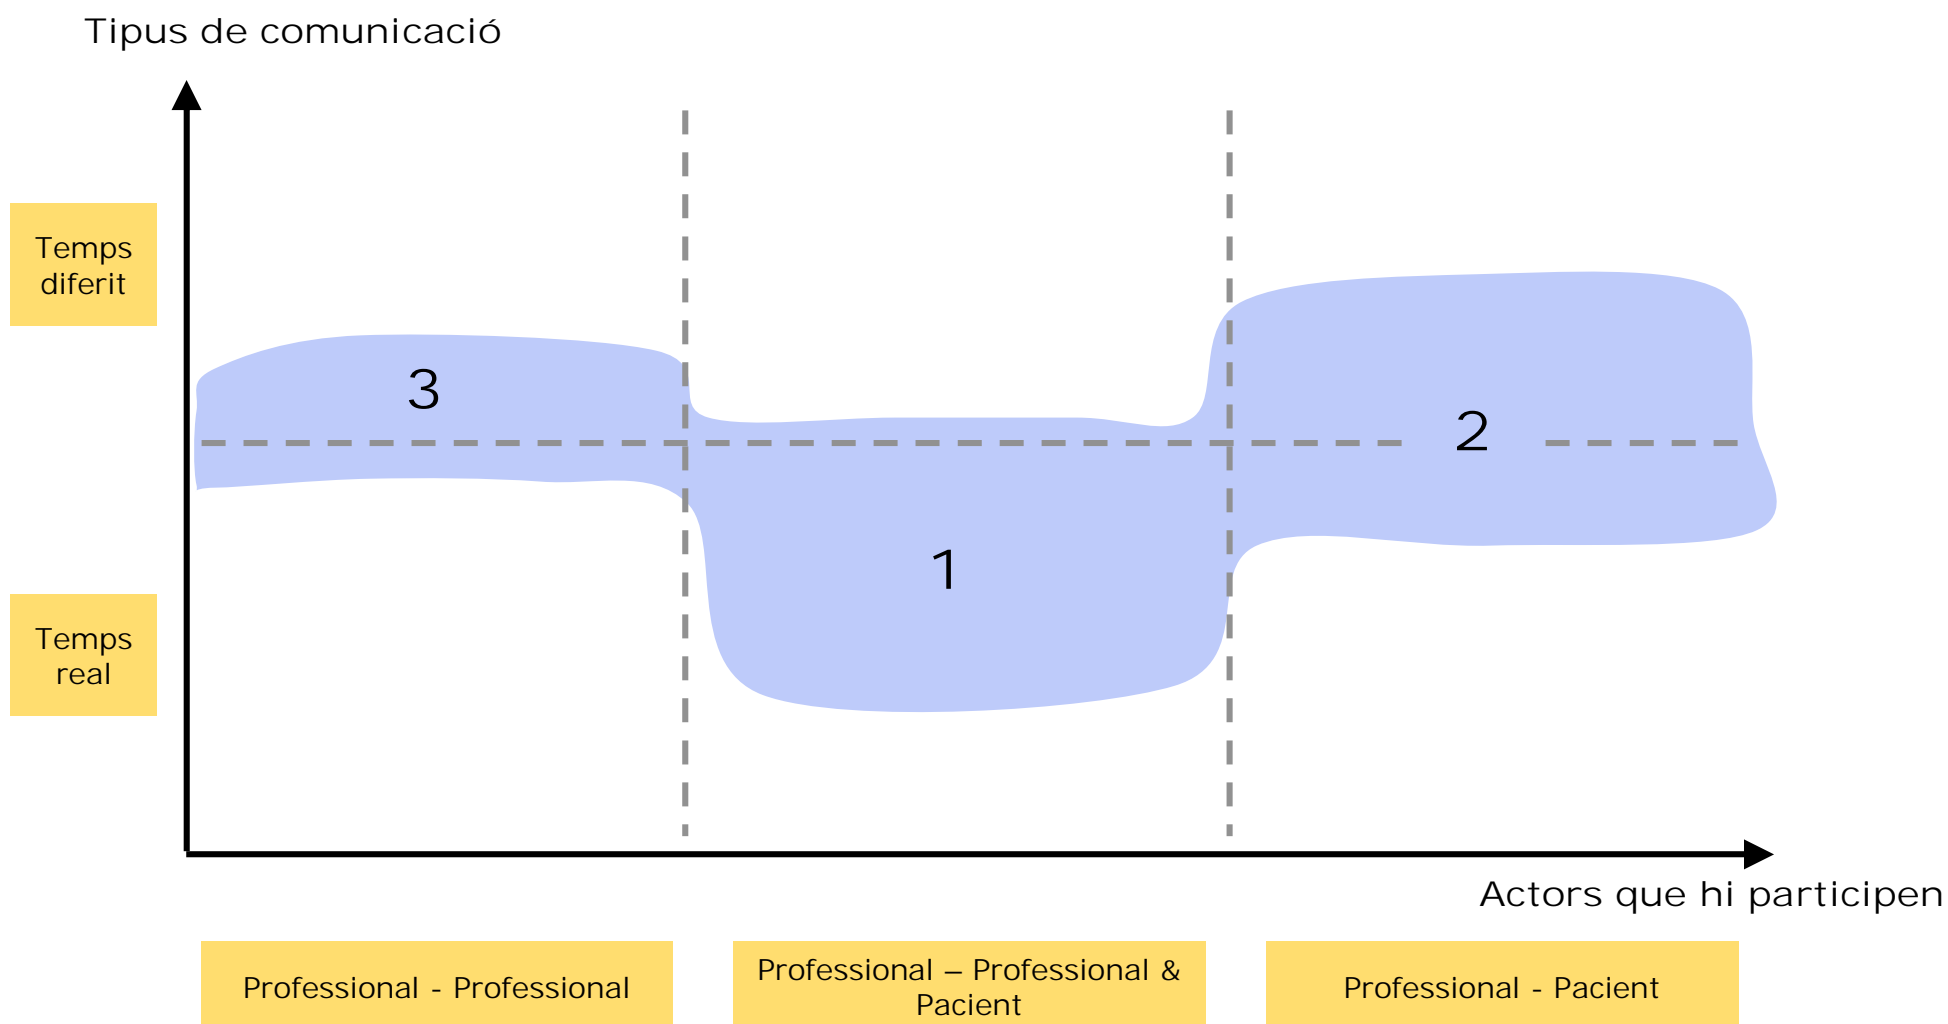 Tipus de comunicació
Temps
diferit
3
2
1
Temps
real
Actors que hi participen
Professional - Professional
Professional – Professional &
Pacient
Professional - Pacient